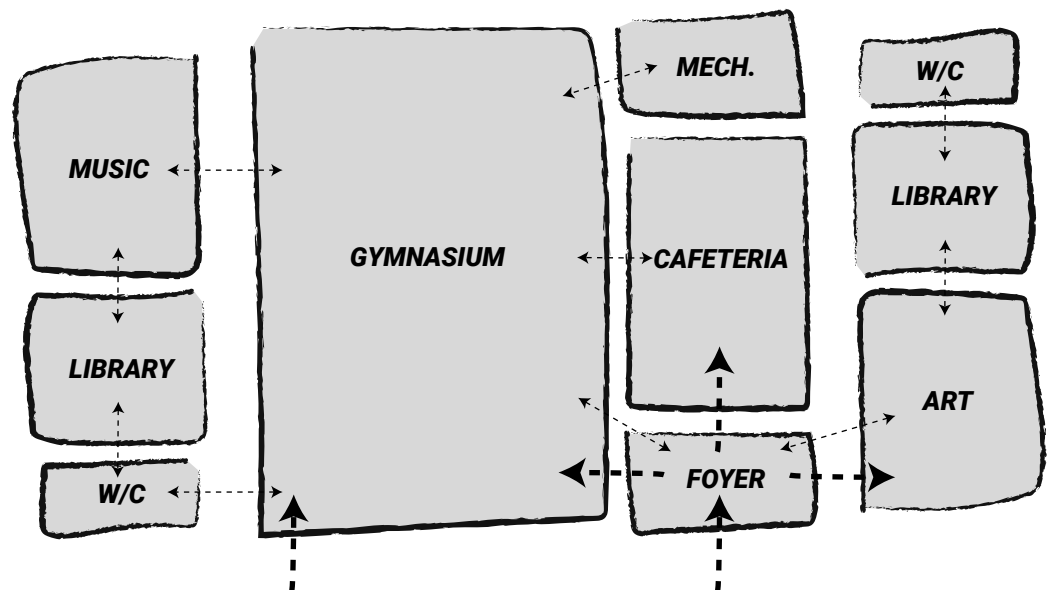 MECH.
W/C
MUSIC
LIBRARY
GYMNASIUM
CAFETERIA
LIBRARY
ART
W/C
FOYER